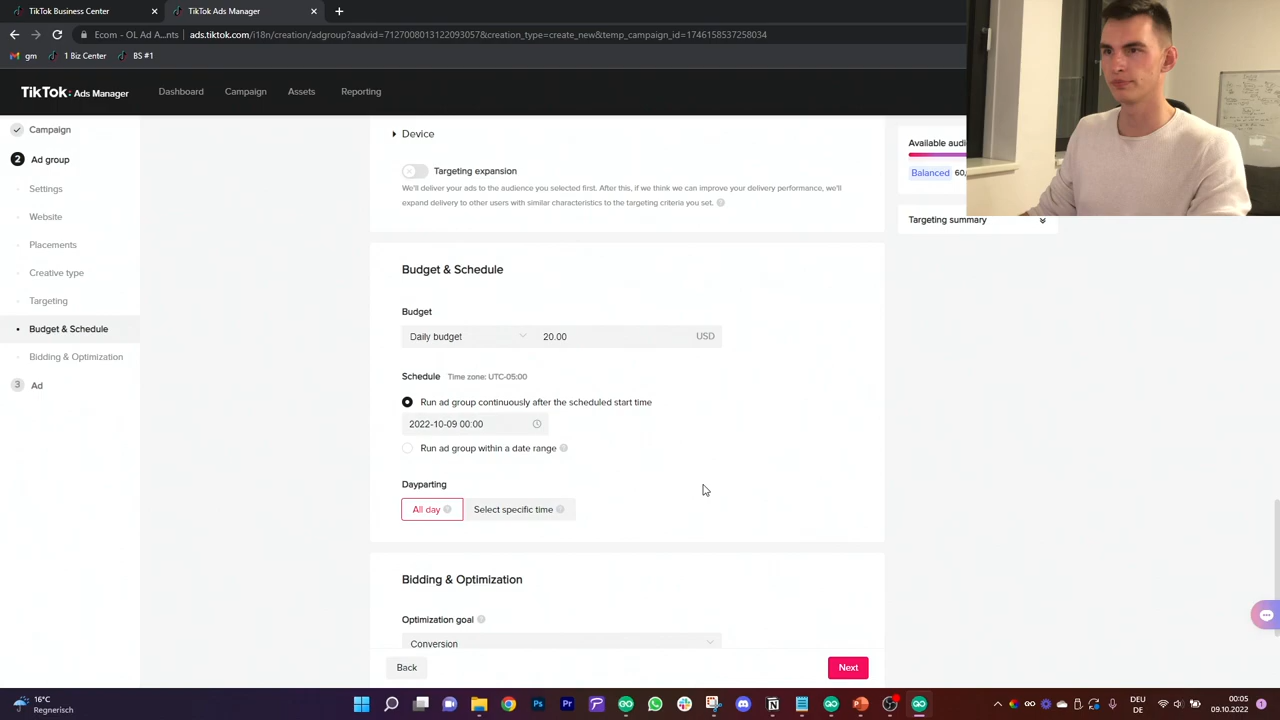 TikTok Business Center
TikTok Ads Manager
Ecom - OL Ad A...nts
ads.tiktok.com/i18n/creation/adgroup?aadvid=7127008013122093057&creation_type=create_new&temp_campaign_id=1746158537258034
gm
1 Biz Center
BS #1
TikTok: Ads Manager
Dashboard
Campaign
Assets
Reporting
Campaign
2 Ad group
Settings
Website
Placements
Creative type
Targeting
Budget & Schedule
Bidding & Optimization
3 Ad
Device
Targeting expansion
We'll deliver your ads to the audience you selected first. After this, if we think we can improve your delivery performance, we'll
expand delivery to other users with similar characteristics to the targeting criteria you set.
Budget & Schedule
Budget
Daily budget
20.00
USD
Schedule Time zone: UTC-05:00
Run ad group continuously after the scheduled start time
2022-10-09 00:00
Run ad group within a date range
Dayparting
All day
Select specific time
Bidding & Optimization
Optimization goal
Conversion
Back
Next
Available audi
Balanced 60,
Targeting summary
16°C
Regnerisch
DEU
DE
00:05
09.10.2022